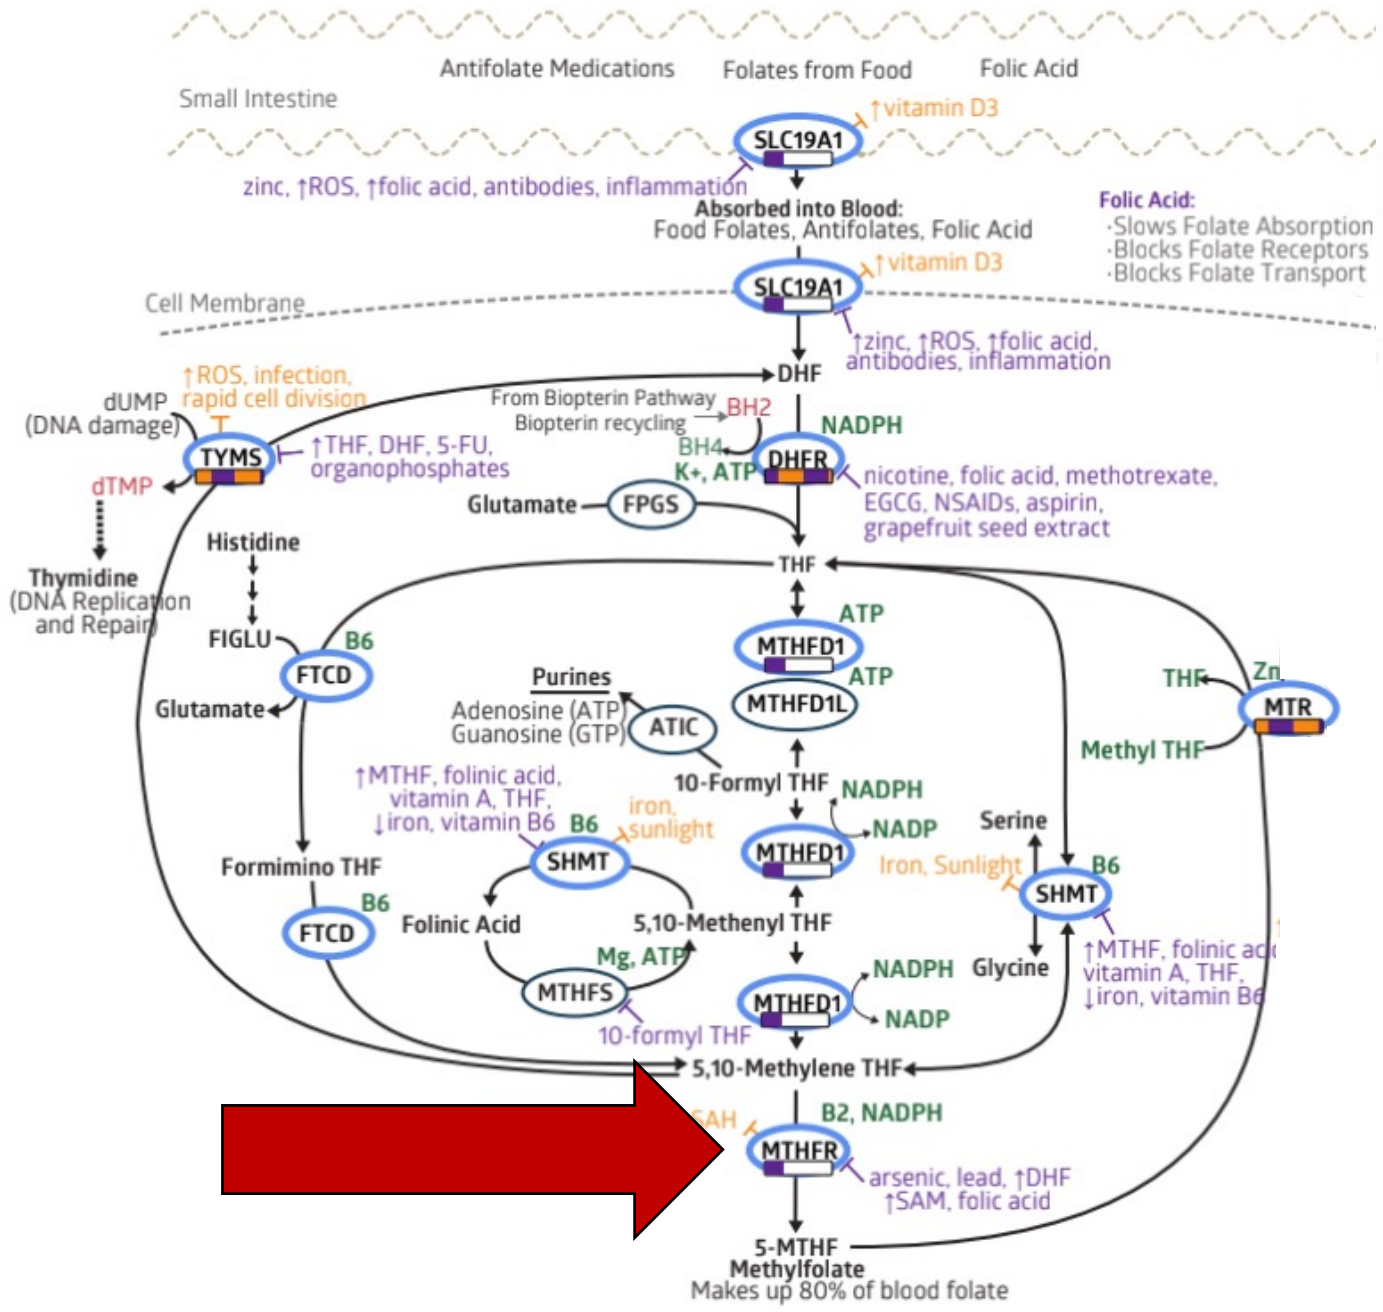 Antifolate Medications
Folates from Food
Folic Acid
Small Intestine
↑vitamin D3
SLC19A1
zinc, ↑ROS, ↑folic acid, antibodies, inflammation
Absorbed into Blood:
Food Folates, Antifolates, Folic Acid
Folic Acid:
·Slows Folate Absorption
·Blocks Folate Receptors
·Blocks Folate Transport
↑vitamin D3
SLC19A1
Cell Membrane
↑zinc, ↑ROS, ↑folic acid,
antibodies, inflammation
DHF
↑ROS, infection,
rapid cell division
dUMP
(DNA damage)
From Biopterin Pathway
Biopterin recycling
BH2
NADPH
TYMS
↑THF, DHF, 5-FU,
organophosphates
BH4
DHFR
K+, ATP
dTMP
nicotine, folic acid, methotrexate,
EGCG, NSAIDs, aspirin,
grapefruit seed extract
Glutamate
FPGS
Histidine
THF
Thymidine
(DNA Replication
and Repair)
ATP
FIGLU
B6
MTHFD1
FTCD
ATP
THF
Zn
Purines
MTHFD1L
Glutamate
Adenosine (ATP)
Guanosine (GTP)
ATIC
MTR
Methyl THF
↑MTHF, folinic acid,
vitamin A, THF,
↓iron, vitamin B6
10-Formyl THF
NADPH
iron,
sunlight
B6
NADP
Serine
SHMT
MTHFD1
Iron, Sunlight
B6
Formimino THF
SHMT
B6
Folinic Acid
5,10-Methenyl THF
FTCD
Mg, ATP
NADPH
Glycine
↑MTHF, folinic acid
vitamin A, THF,
↓iron, vitamin B6
MTHFS
MTHFD1
NADP
10-formyl THF
5,10-Methylene THF
SAH
B2, NADPH
MTHFR
arsenic, lead, ↑DHF
↑SAM, folic acid
5-MTHF
Methylfolate
Makes up 80% of blood folate